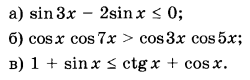 а) sin 3x − 2sin x ≤ 0;
б) cos x cos 7x > cos 3x cos 5x;
в) 1 + sin x ≤ ctg x + cos x.